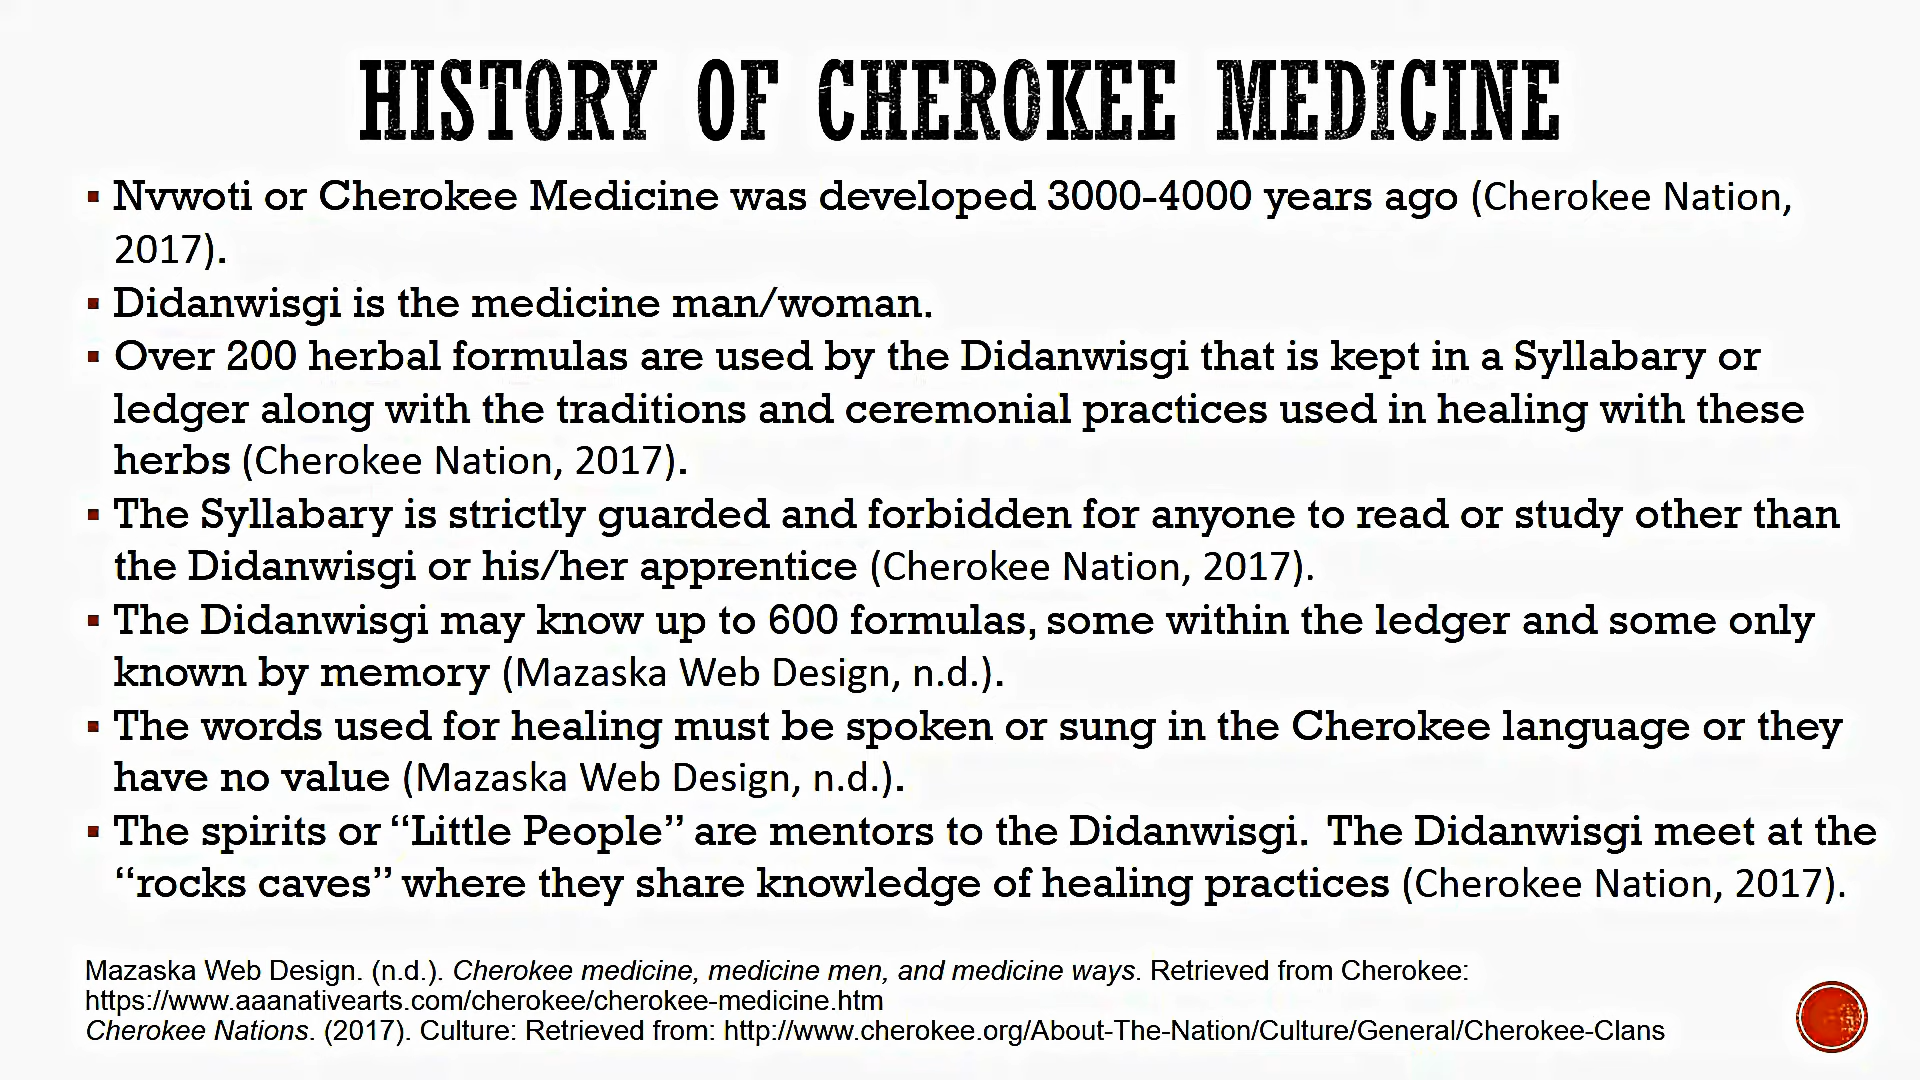 HISTORY OF CHEROKEE MEDICINE
▪ Nvwoti or Cherokee Medicine was developed 3000-4000 years ago (Cherokee Nation,
2017).
▪ Didanwisgi is the medicine man/woman.
▪ Over 200 herbal formulas are used by the Didanwisgi that is kept in a Syllabary or
ledger along with the traditions and ceremonial practices used in healing with these
herbs (Cherokee Nation, 2017).
▪ The Syllabary is strictly guarded and forbidden for anyone to read or study other than
the Didanwisgi or his/her apprentice (Cherokee Nation, 2017).
▪ The Didanwisgi may know up to 600 formulas, some within the ledger and some only
known by memory (Mazaska Web Design, n.d.).
▪ The words used for healing must be spoken or sung in the Cherokee language or they
have no value (Mazaska Web Design, n.d.).
▪ The spirits or “Little People” are mentors to the Didanwisgi. The Didanwisgi meet at the
“rocks caves” where they share knowledge of healing practices (Cherokee Nation, 2017).
Mazaska Web Design. (n.d.). Cherokee medicine, medicine men, and medicine ways. Retrieved from Cherokee:
https://www.aaanativearts.com/cherokee/cherokee-medicine.htm
Cherokee Nations. (2017). Culture: Retrieved from: http://www.cherokee.org/About-The-Nation/Culture/General/Cherokee-Clans